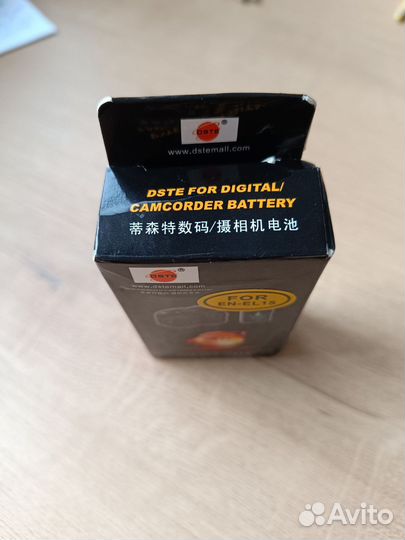 DSTE®
www.dstemall.com
DSTE FOR DIGITAL/
CAMCORDER BATTERY
蒂森特数码/摄相机电池
DSTE®
www.dstemall.com
FOR
EN-EL15
Avito